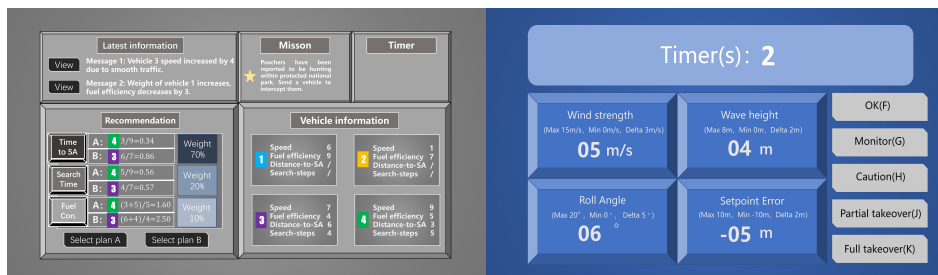 Latest information
View
Message 1: Vehicle 3 speed increased by 4
due to smooth traffic.
View
Message 2: Weight of vehicle 1 increases,
fuel efficiency decreases by 3.
Misson
Poachers have been
reported to be hunting
within protected national
park. Send a vehicle to
intercept them.
Timer
Recommendation
Time
to SA
A: 4 3/9=0.34
B: 3 6/7=0.86
Weight
70%
Search
Time
A: 4 5/9=0.56
B: 3 4/7=0.57
Weight
20%
Fuel
Con.
A: 4 (3+5)/5=1.60
B: 3 (6+4)/4=2.50
Weight
10%
Select plan A
Select plan B
Vehicle information
1
Speed 6
Fuel efficiency 9
Distance-to-SA /
Search-steps /
2
Speed 1
Fuel efficiency 7
Distance-to-SA /
Search-steps /
3
Speed 7
Fuel efficiency 4
Distance-to-SA 6
Search-steps 4
4
Speed 9
Fuel efficiency 5
Distance-to-SA 3
Search-steps 5
Timer(s): 2
Wind strength
(Max 15m/s, Min 0m/s, Delta 3m/s)
05 m/s
Wave height
(Max 8m, Min 0m, Delta 2m)
04 m
Roll Angle
(Max 20°, Min 0°, Delta 5°)
06 °
Setpoint Error
(Max 10m, Min -10m, Delta 2m)
-05 m
OK(F)
Monitor(G)
Caution(H)
Partial takeover(J)
Full takeover(K)